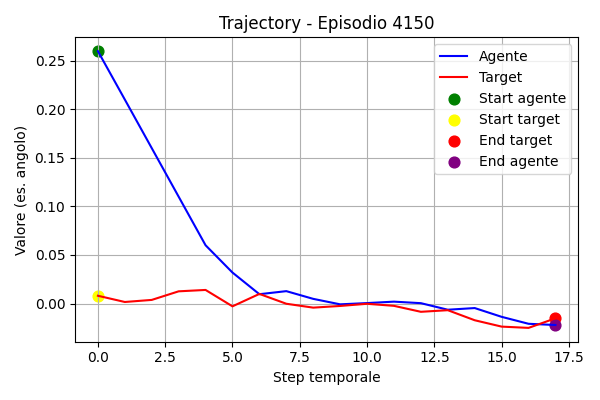 Trajectory - Episodio 4150
Valore (es. angolo)
0.25
0.20
0.15
0.10
0.05
0.00
0.0 2.5 5.0 7.5 10.0 12.5 15.0 17.5
Step temporale
Agente
Target
Start agente
Start target
End target
End agente